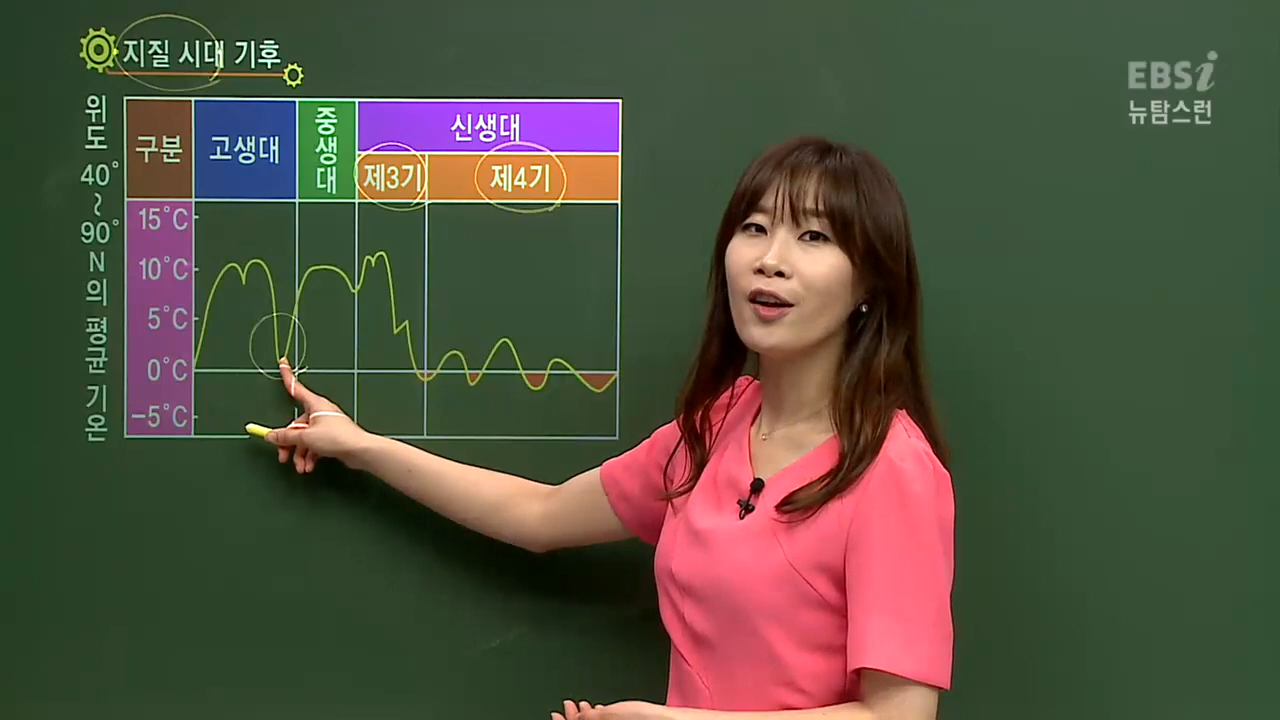 지질 시대 기후
EBSi
뉴탐스런
위도 40°~90°N의 평균 기온
구분
고생대
중생대
신생대
제3기
제4기
15°C
10°C
5°C
0°C
-5°C